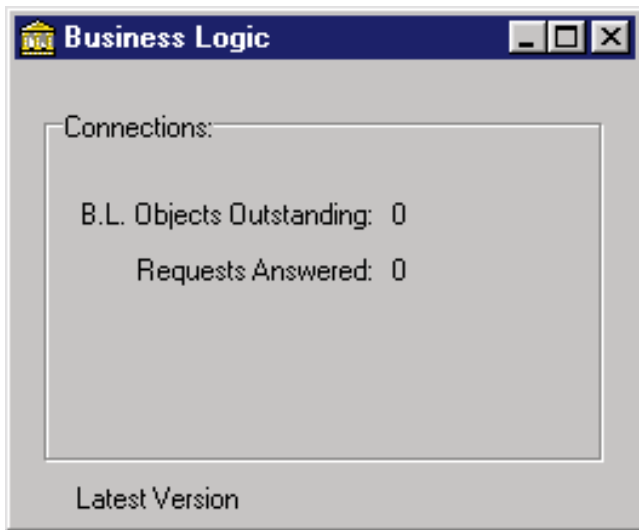 Business Logic
Connections:
B.L. Objects Outstanding: 0
Requests Answered: 0
Latest Version